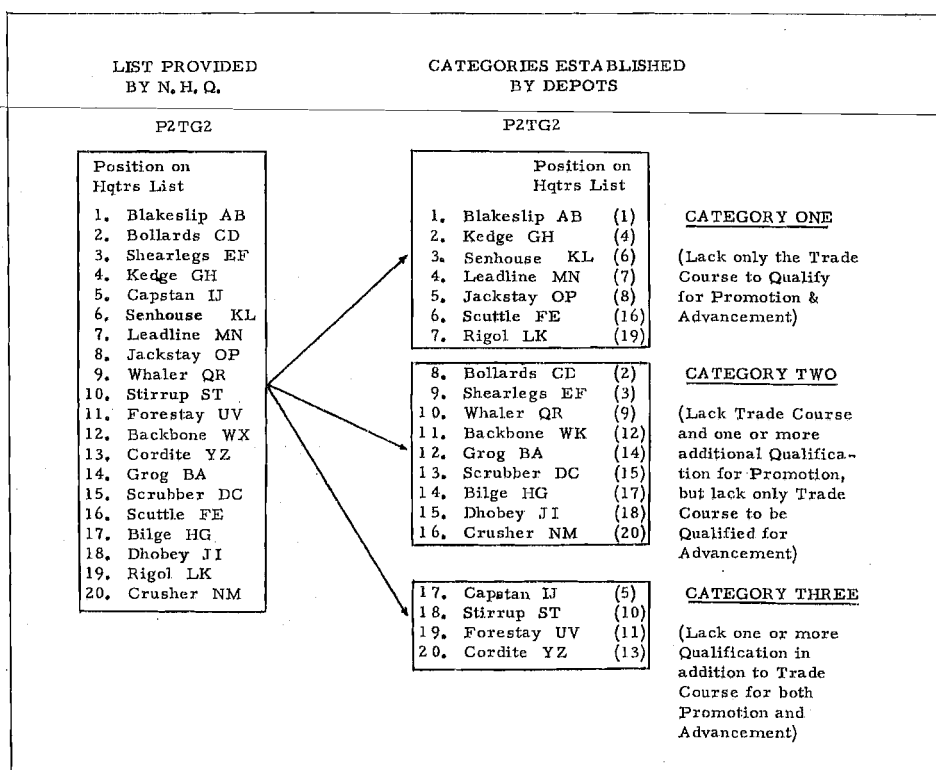 LIST PROVIDED
BY N. H. Q.
P2TG2
Position on
Hqtrs List
1. Blakeslip AB
2. Bollards CD
3. Shearlegs EF
4. Kedge GH
5. Capstan IJ
6. Senhouse KL
7. Leadline MN
8. Jackstay OP
9. Whaler QR
10. Stirrup ST
11. Forestay UV
12. Backbone WX
13. Cordite YZ
14. Grog BA
15. Scrubber DC
16. Scuttle FE
17. Bilge HG
18. Dhobey JI
19. Rigol LK
20. Crusher NM
CATEGORIES ESTABLISHED
BY DEPOTS
P2TG2
Position on
Hqtrs List
1. Blakeslip AB (1)
2. Kedge GH (4)
3. Senhouse KL (6)
4. Leadline MN (7)
5. Jackstay OP (8)
6. Scuttle FE (16)
7. Rigol LK (19)
CATEGORY ONE
(Lack only the Trade
Course to Qualify
for Promotion &
Advancement)
8. Bollards CD (2)
9. Shearlegs EF (3)
10. Whaler QR (9)
11. Backbone WK (12)
12. Grog BA (14)
13. Scrubber DC (15)
14. Bilge HG (17)
15. Dhobey JI (18)
16. Crusher NM (20)
CATEGORY TWO
(Lack Trade Course
and one or more
additional Qualifica-
tion for Promotion,
but lack only Trade
Course to be
Qualified for
Advancement)
17. Capstan IJ (5)
18. Stirrup ST (10)
19. Forestay UV (11)
20. Cordite YZ (13)
CATEGORY THREE
(Lack one or more
Qualification in
addition to Trade
Course for both
Promotion and
Advancement)